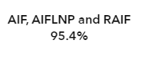 AIF, AIFLNP and RAIF
95.4%